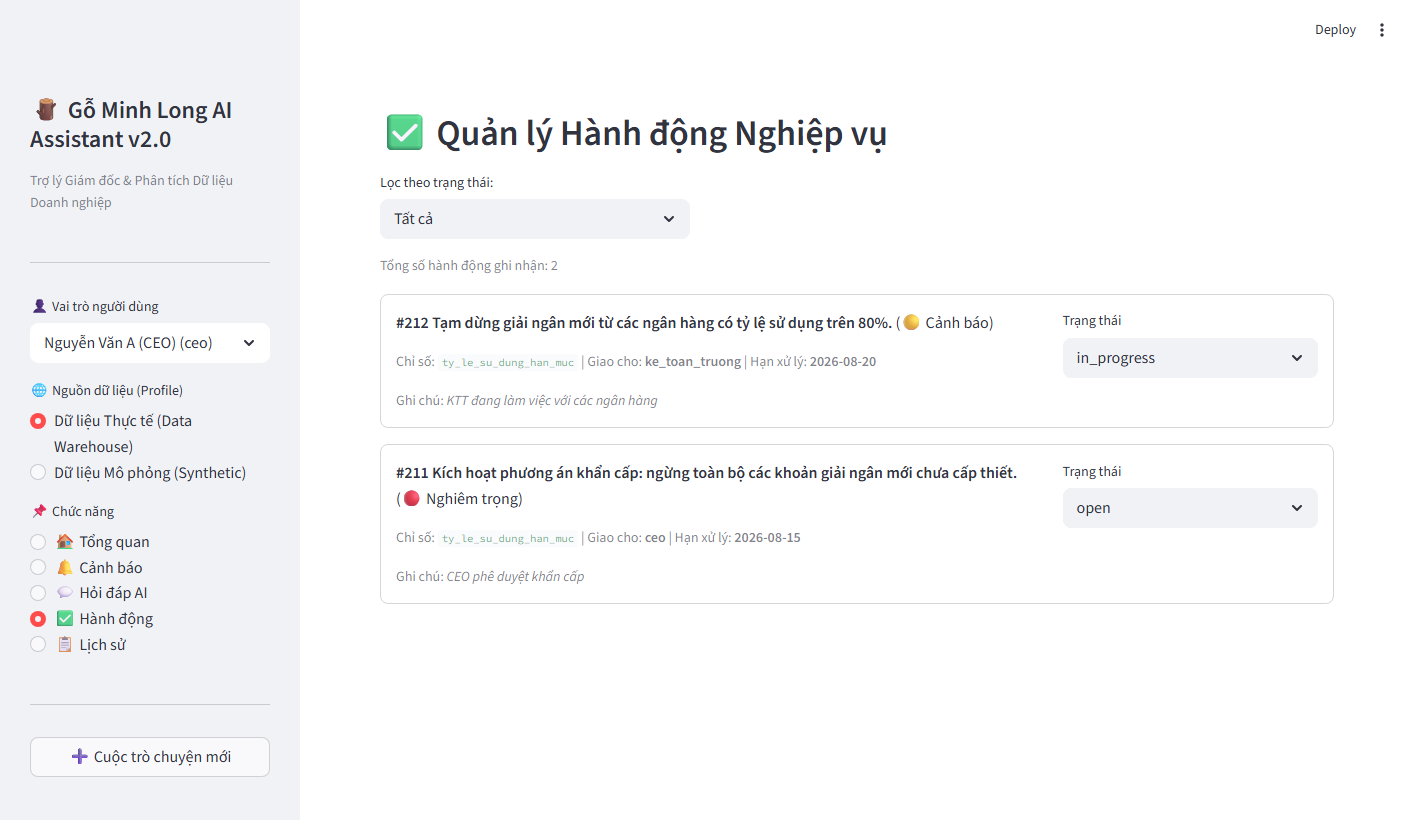 Deploy
Gỗ Minh Long AI
Assistant v2.0
Trợ lý Giám đốc & Phân tích Dữ liệu
Doanh nghiệp
Vai trò người dùng
Nguyễn Văn A (CEO) (ceo)
Nguồn dữ liệu (Profile)
Dữ liệu Thực tế (Data
Warehouse)
Dữ liệu Mô phỏng (Synthetic)
Chức năng
Tổng quan
Cảnh báo
Hỏi đáp AI
Hành động
Lịch sử
Cuộc trò chuyện mới
Quản lý Hành động Nghiệp vụ
Lọc theo trạng thái:
Tất cả
Tổng số hành động ghi nhận: 2
#212 Tạm dừng giải ngân mới từ các ngân hàng có tỷ lệ sử dụng trên 80%. (🟡 Cảnh báo)
Chỉ số: ty_le_su_dung_han_muc | Giao cho: ke_toan_truong | Hạn xử lý: 2026-08-20
Ghi chú: KTT đang làm việc với các ngân hàng
Trạng thái
in_progress
#211 Kích hoạt phương án khẩn cấp: ngừng toàn bộ các khoản giải ngân mới chưa cấp thiết.
(🔴 Nghiêm trọng)
Chỉ số: ty_le_su_dung_han_muc | Giao cho: ceo | Hạn xử lý: 2026-08-15
Ghi chú: CEO phê duyệt khẩn cấp
Trạng thái
open